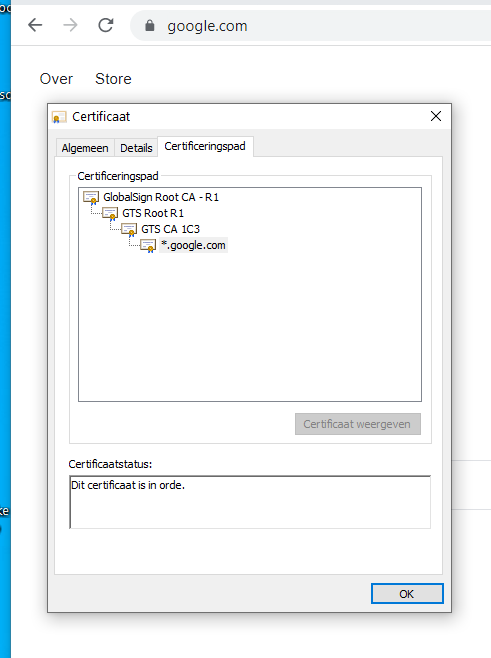 google.com
Over Store
Certificaat
Algemeen Details Certificeringspad
Certificeringspad
GlobalSign Root CA - R1
GTS Root R1
GTS CA 1C3
*.google.com
Certificaat weergeven
Certificaatstatus:
Dit certificaat is in orde.
OK